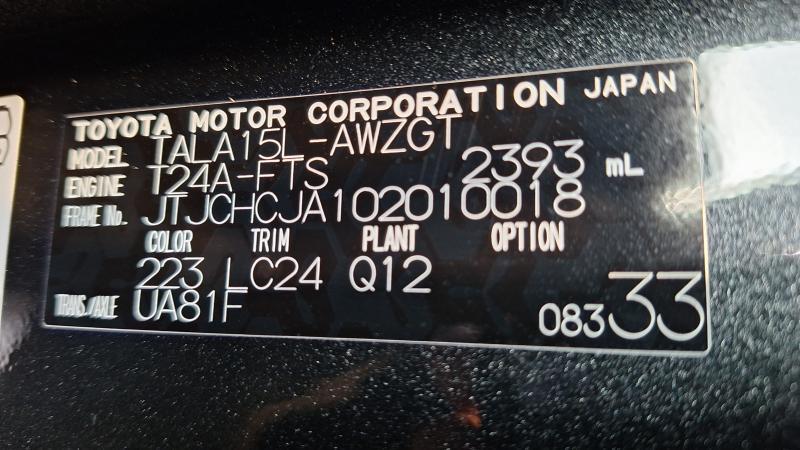 TOYOTA MOTOR CORPORATION JAPAN
MODEL TALA15L-AWZGT
ENGINE T24A-FTS 2393 mL
FRAME No. JTJCHCJA102010018
COLOR TRIM PLANT OPTION
223 LC24 Q12
TRANS./AXLE UA81F
08333